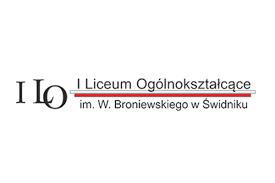 I LO
I Liceum Ogólnokształcące
im. W. Broniewskiego w Świdniku